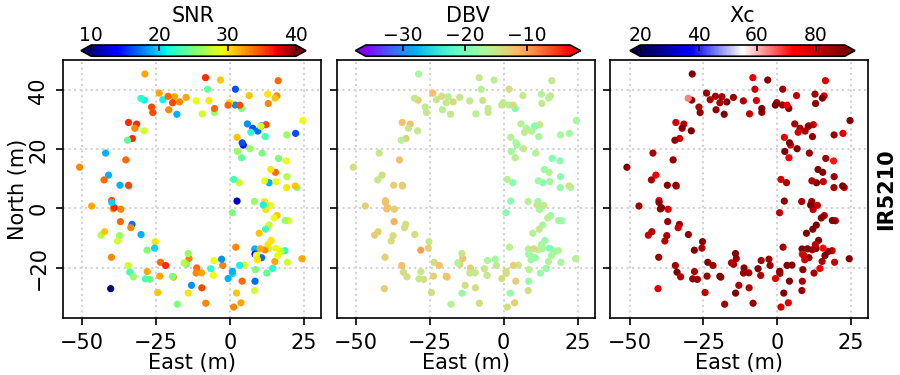 SNR DBV Xc
10 20 30 40 −30 −20 −10 20 40 60 80
40
20
0
−20
North (m)
−50 −25 0 25 −50 −25 0 25 −50 −25 0 25
East (m) East (m) East (m)
IR5210